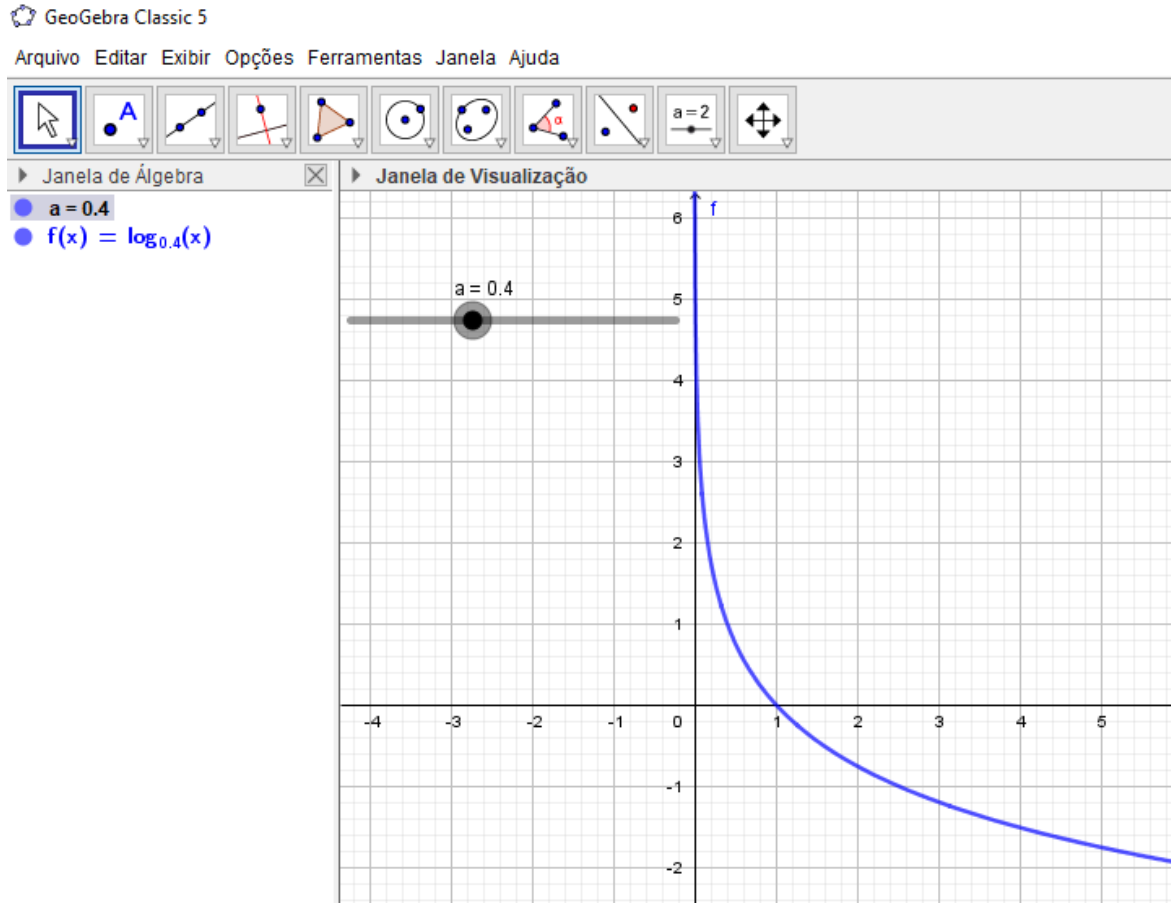 GeoGebra Classic 5
Arquivo Editar Exibir Opções Ferramentas Janela Ajuda
A
α
a = 2
Janela de Álgebra
Janela de Visualização
a = 0.4
f(x) = log₀.₄(x)
f
a = 0.4
6
5
4
3
2
1
-4 -3 -2 -1 0 1 2 3 4 5
-1
-2